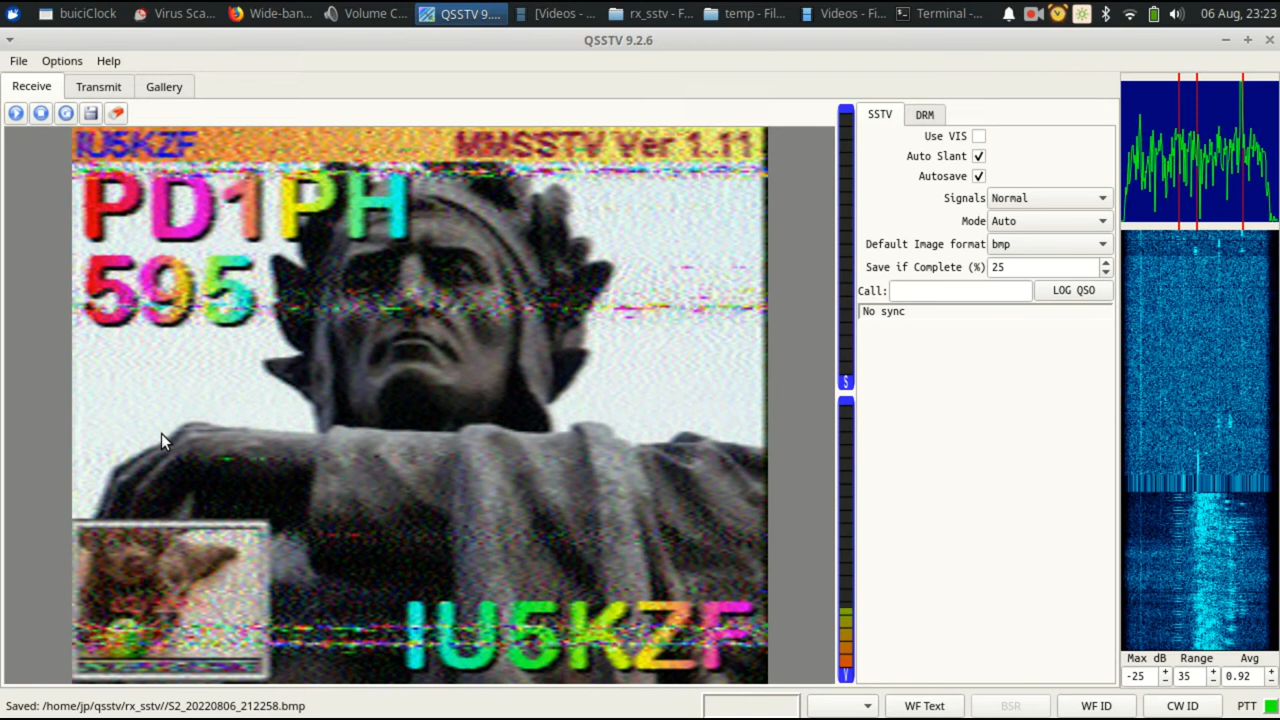 buiciClock
Virus Sca...
Wide-ban...
Volume C...
QSSTV 9....
[Videos - ...
rx_sstv - F...
temp - Fil...
Videos - Fi...
Terminal -...
06 Aug, 23:23
QSSTV 9.2.6
File Options Help
Receive Transmit Gallery
IU5KZF MMSSTV Ver 1.11
PD1PH
595
IU5KZF
S
V
SSTV DRM
Use VIS
Auto Slant
Autosave
Signals Normal
Mode Auto
Default Image format bmp
Save if Complete (%) 25
Call: LOG QSO
No sync
Max dB Range Avg
-25 35 0.92
Saved: /home/jp/qsstv/rx_sstv//S2_20220806_212258.bmp
WF Text BSR WF ID CW ID PTT